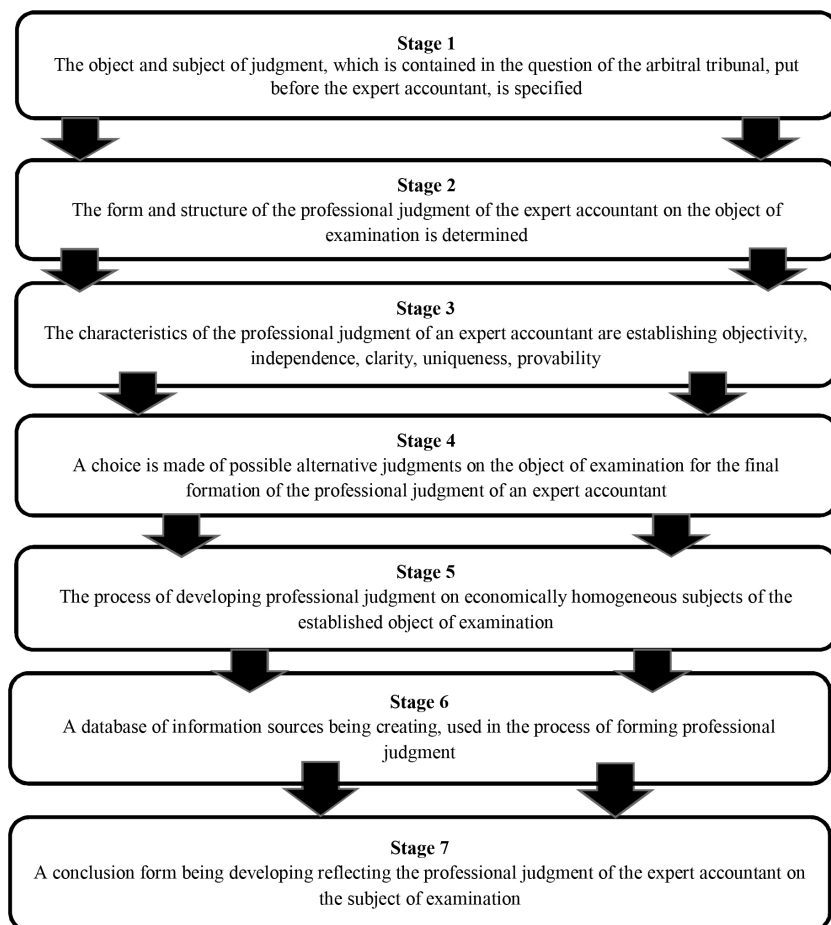 Stage 1
The object and subject of judgment, which is contained in the question of the arbitral tribunal, put
before the expert accountant, is specified
Stage 2
The form and structure of the professional judgment of the expert accountant on the object of
examination is determined
Stage 3
The characteristics of the professional judgment of an expert accountant are establishing objectivity,
independence, clarity, uniqueness, provability
Stage 4
A choice is made of possible alternative judgments on the object of examination for the final
formation of the professional judgment of an expert accountant
Stage 5
The process of developing professional judgment on economically homogeneous subjects of the
established object of examination
Stage 6
A database of information sources being creating, used in the process of forming professional
judgment
Stage 7
A conclusion form being developing reflecting the professional judgment of the expert accountant on
the subject of examination